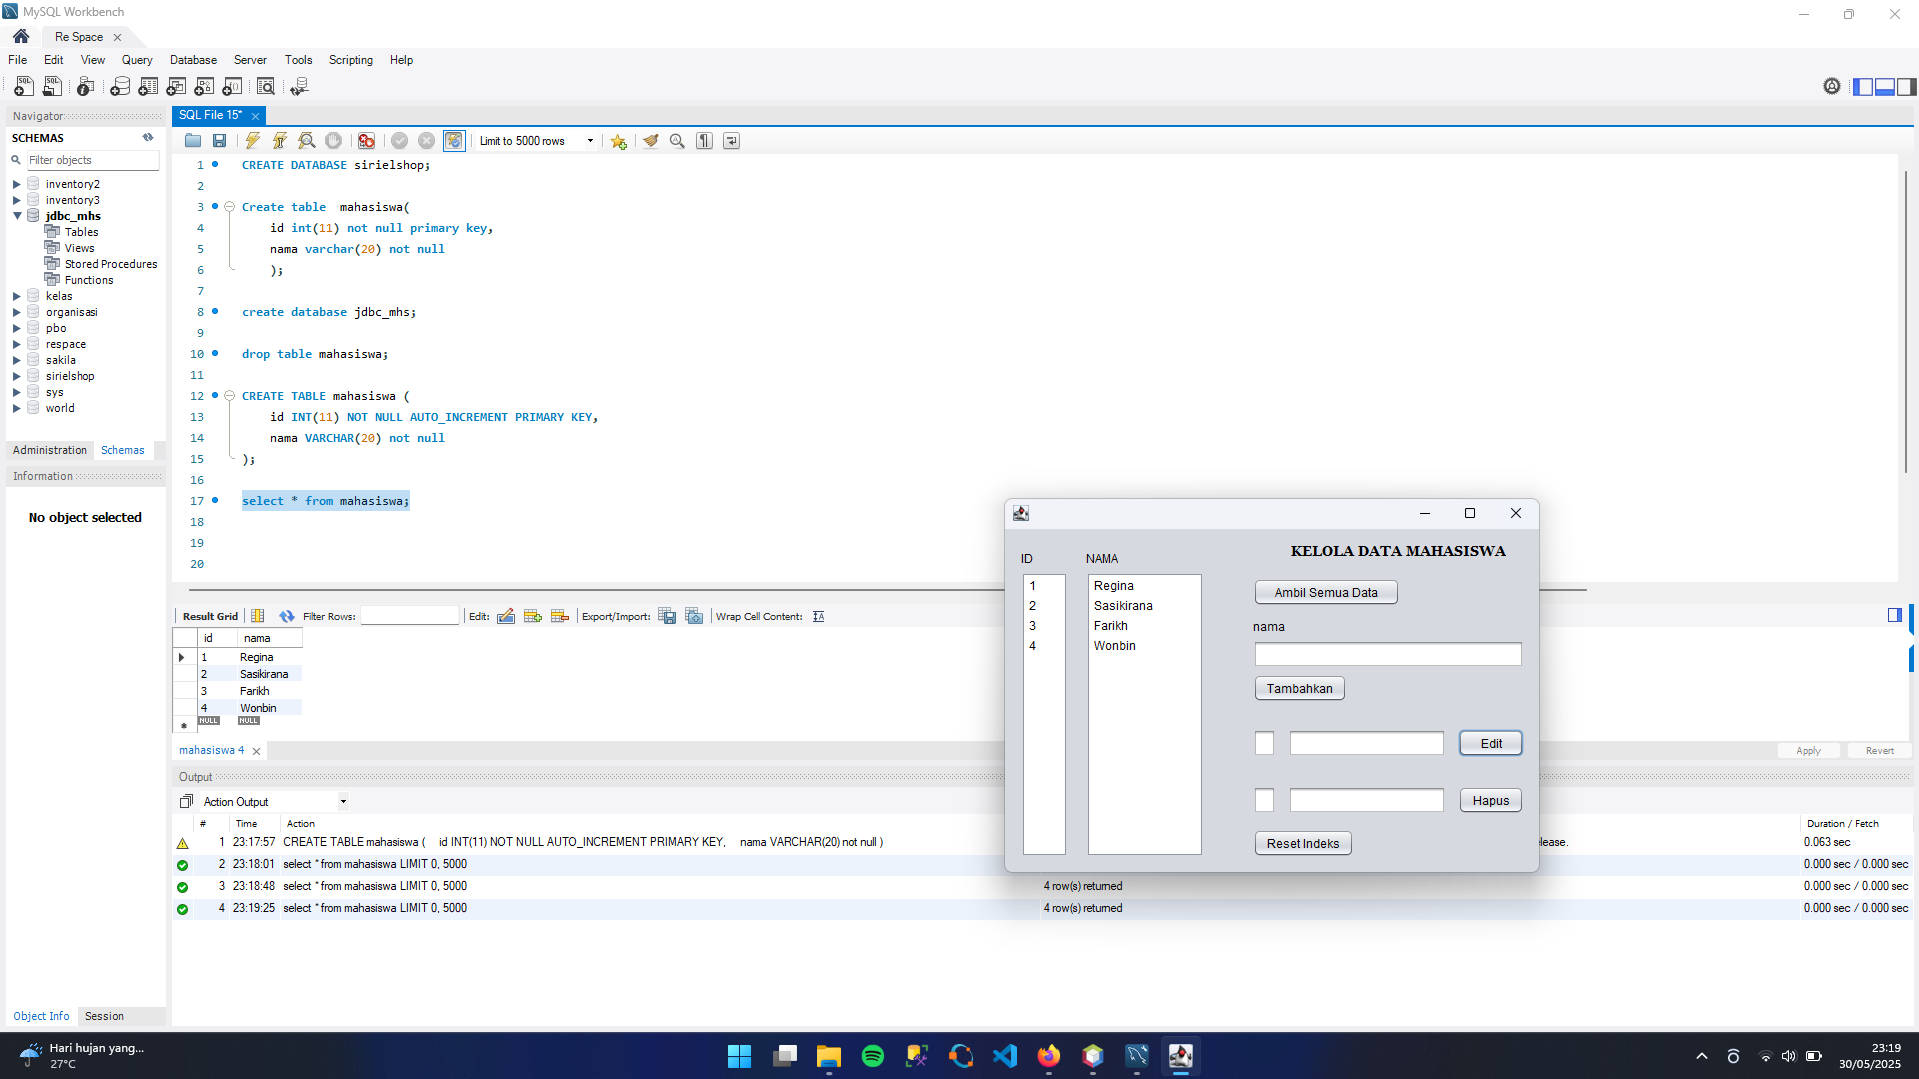 MySQL Workbench
Re Space
File Edit View Query Database Server Tools Scripting Help
Navigator
SCHEMAS
Filter objects
inventory2
inventory3
jdbc_mhs
Tables
Views
Stored Procedures
Functions
kelas
organisasi
pbo
respace
sakila
sirielshop
sys
world
Administration Schemas
Information
No object selected
Object Info Session
SQL File 15*
Limit to 5000 rows
1 CREATE DATABASE sirielshop;
2
3 Create table mahasiswa(
4 id int(11) not null primary key,
5 nama varchar(20) not null
6 );
7
8 create database jdbc_mhs;
9
10 drop table mahasiswa;
11
12 CREATE TABLE mahasiswa (
13 id INT(11) NOT NULL AUTO_INCREMENT PRIMARY KEY,
14 nama VARCHAR(20) not null
15 );
16
17 select * from mahasiswa;
18
19
20
Result Grid Filter Rows: Edit: Export/Import: Wrap Cell Content:
id nama
1 Regina
2 Sasikirana
3 Farikh
4 Wonbin
NULL NULL
mahasiswa 4
Apply Revert
Output
Action Output
# Time Action Duration / Fetch
1 23:17:57 CREATE TABLE mahasiswa ( id INT(11) NOT NULL AUTO_INCREMENT PRIMARY KEY, nama VARCHAR(20) not null ) elease. 0.063 sec
2 23:18:01 select * from mahasiswa LIMIT 0, 5000 0.000 sec / 0.000 sec
3 23:18:48 select * from mahasiswa LIMIT 0, 5000 4 row(s) returned 0.000 sec / 0.000 sec
4 23:19:25 select * from mahasiswa LIMIT 0, 5000 4 row(s) returned 0.000 sec / 0.000 sec
KELOLA DATA MAHASISWA
ID NAMA
1 Regina
2 Sasikirana
3 Farikh
4 Wonbin
Ambil Semua Data
nama
Tambahkan
Edit
Hapus
Reset Indeks
Hari hujan yang...
27°C
23:19
30/05/2025